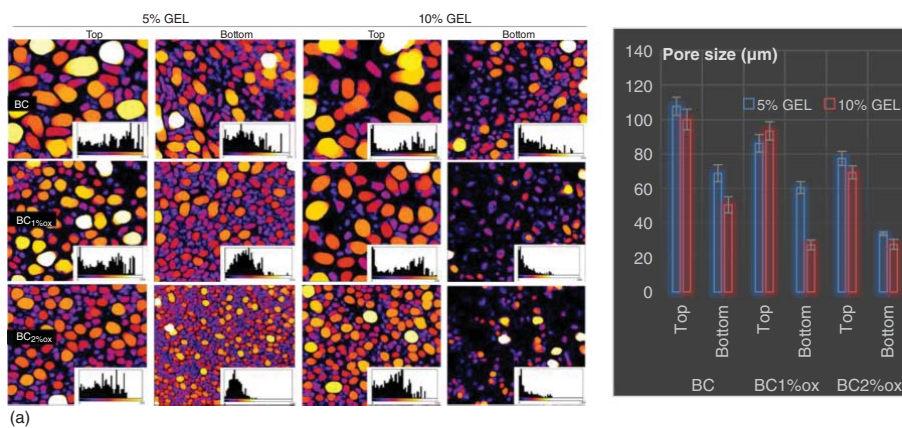 5% GEL
10% GEL
Top
Bottom
Top
Bottom
BC
BC1%ox
BC2%ox
(a)
Pore size (µm)
5% GEL
10% GEL
140
120
100
80
60
40
20
0
Top
Bottom
Top
Bottom
Top
Bottom
BC
BC1%ox
BC2%ox